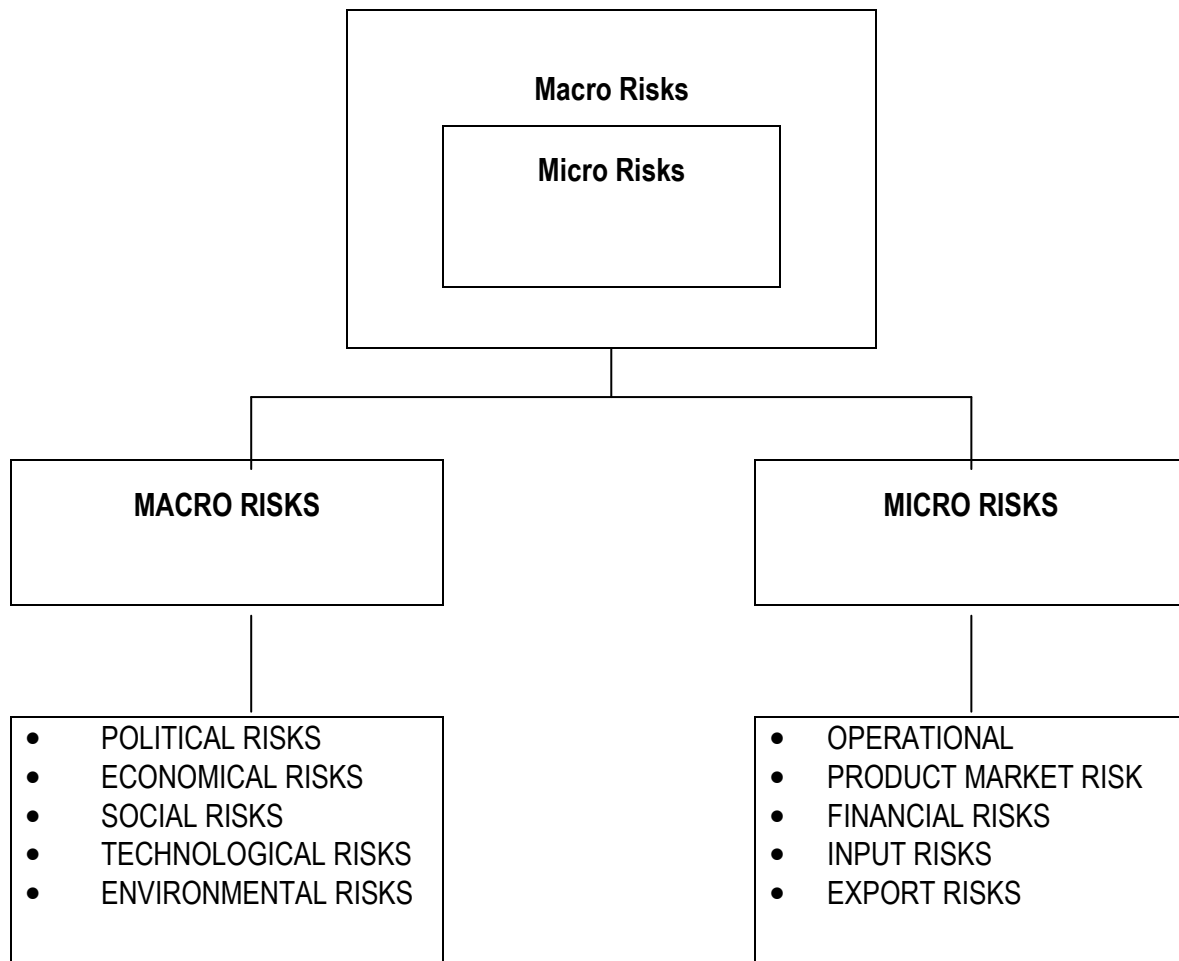 Macro Risks
Micro Risks
MACRO RISKS
MICRO RISKS
• POLITICAL RISKS
• ECONOMICAL RISKS
• SOCIAL RISKS
• TECHNOLOGICAL RISKS
• ENVIRONMENTAL RISKS
• OPERATIONAL
• PRODUCT MARKET RISK
• FINANCIAL RISKS
• INPUT RISKS
• EXPORT RISKS